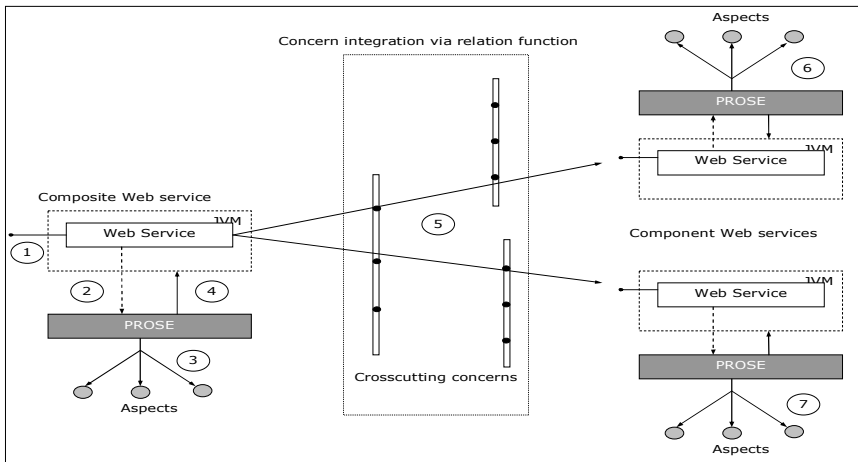 Aspects
Concern integration via relation function
6
PROSE
JVM
Web Service
Composite Web service
JVM
Web Service
1
5
Component Web services
2
4
JVM
Web Service
PROSE
3
Aspects
Crosscutting concerns
PROSE
7
Aspects